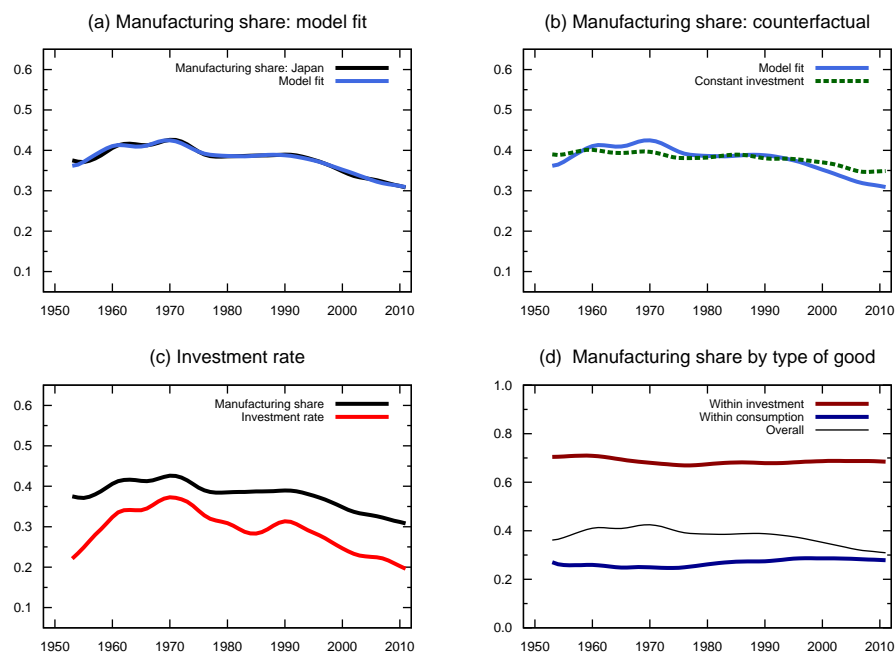 (a) Manufacturing share: model fit
0.6
0.5
0.4
0.3
0.2
0.1
Manufacturing share: Japan
Model fit
1950 1960 1970 1980 1990 2000 2010
(b) Manufacturing share: counterfactual
0.6
0.5
0.4
0.3
0.2
0.1
Model fit
Constant investment
1950 1960 1970 1980 1990 2000 2010
(c) Investment rate
0.6
0.5
0.4
0.3
0.2
0.1
Manufacturing share
Investment rate
1950 1960 1970 1980 1990 2000 2010
(d) Manufacturing share by type of good
1.0
0.8
0.6
0.4
0.2
0.0
Within investment
Within consumption
Overall
1950 1960 1970 1980 1990 2000 2010